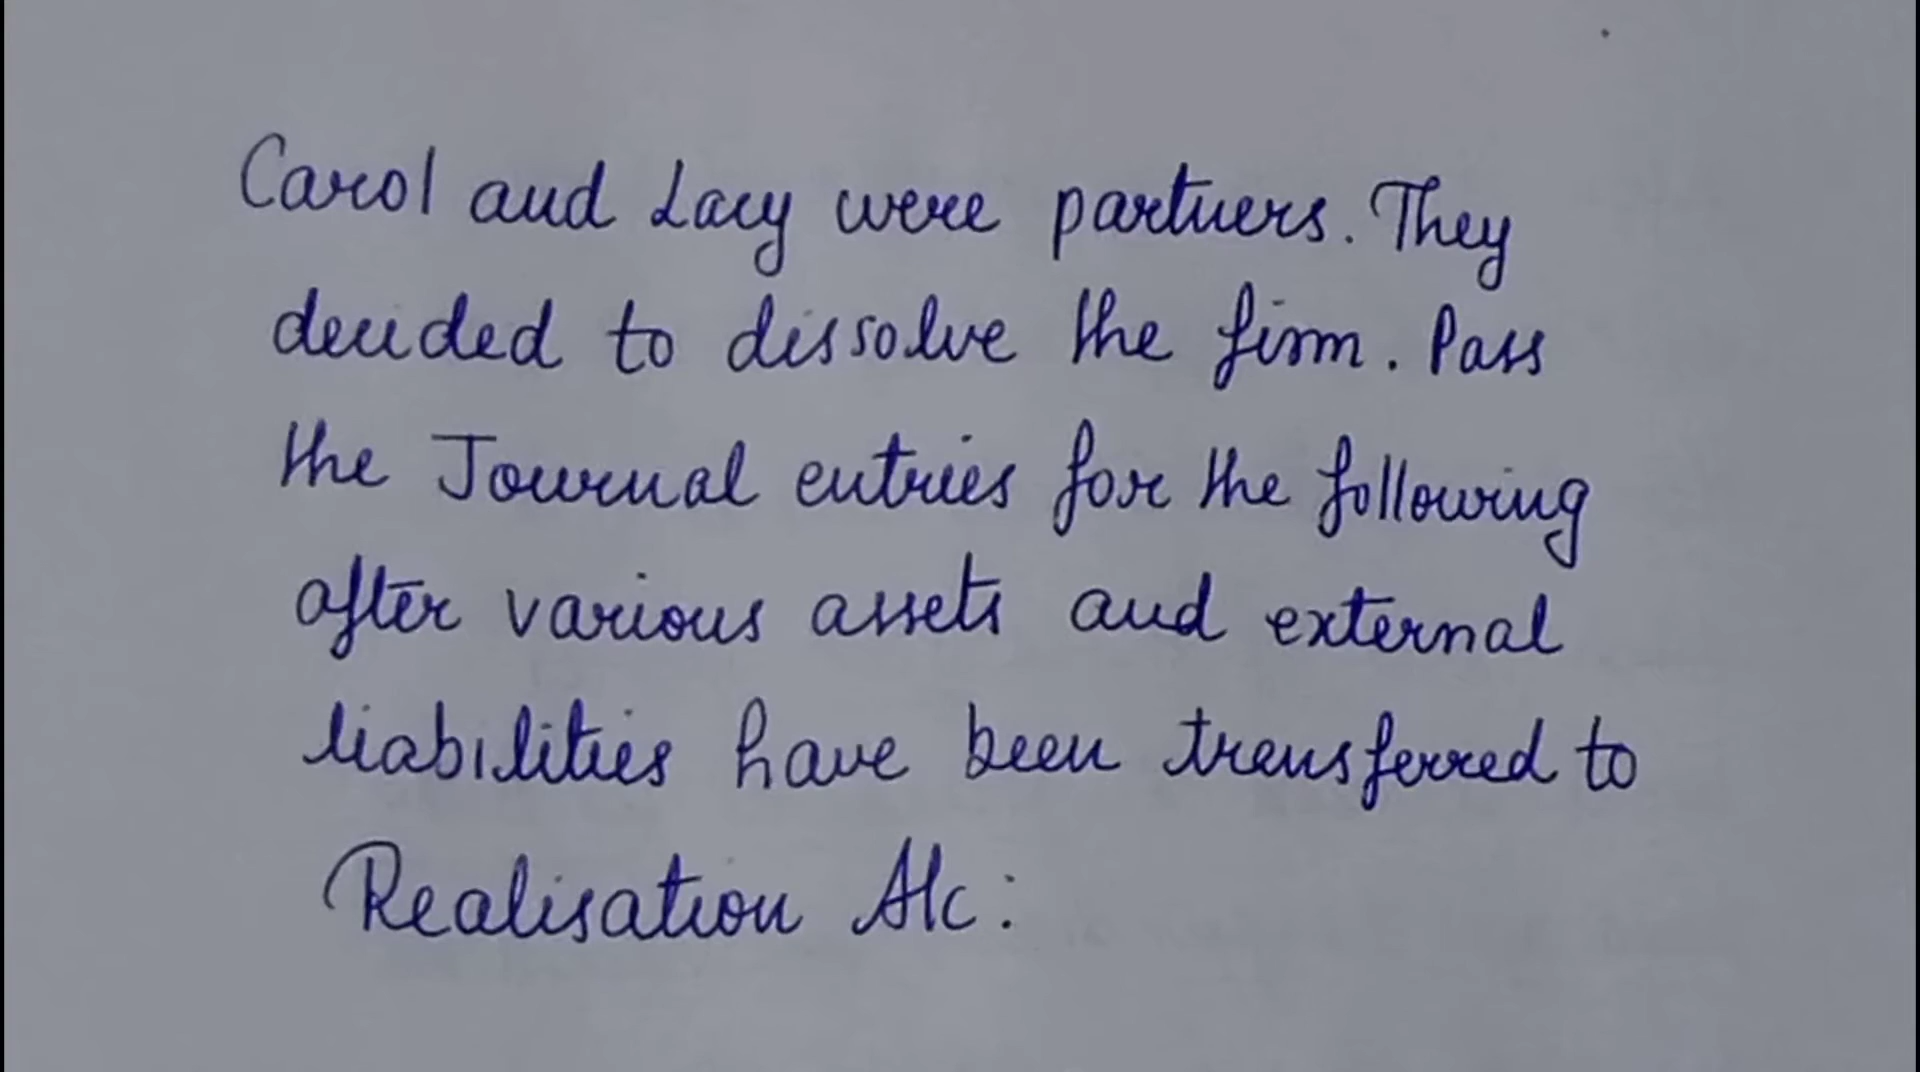 Carol and Lacy were partners. They
decided to dissolve the firm. Pass
the Journal entries for the following
after various assets and external
liabilities have been transferred to
Realisation A/c: